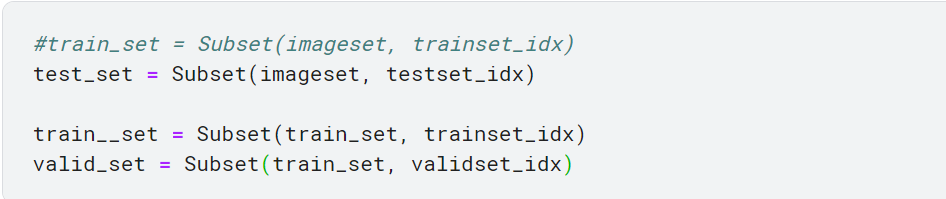 #train_set = Subset(imageset, trainset_idx)
test_set = Subset(imageset, testset_idx)
train__set = Subset(train_set, trainset_idx)
valid_set = Subset(train_set, validset_idx)